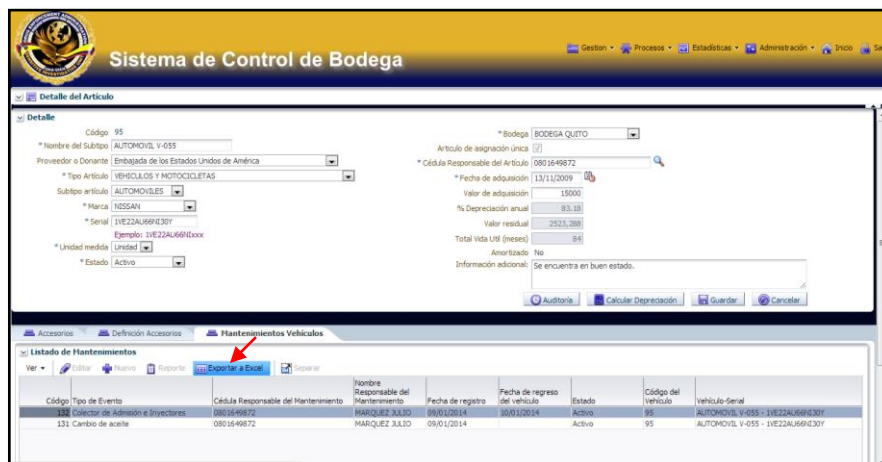 Sistema de Control de Bodega
Gestion Procesos Estadísticas Administración Inicio Sa
Detalle del Artículo
Detalle
Código 95
* Nombre del Subtipo AUTOMOVIL V-055
Proveedor o Donante Embajada de los Estados Unidos de América
* Tipo Artículo VEHICULOS Y MOTOCICLETAS
Subtipo artículo AUTOMOVILES
* Marca NISSAN
* Serial 1VE22AU66NI30Y
Ejemplo: 1VE22AU66NIxxx
* Unidad medida Unidad
* Estado Activo
* Bodega BODEGA QUITO
Articulo de asignación única
* Cédula Responsable del Artículo 0801649872
* Fecha de adquisición 13/11/2009
Valor de adquisición 15000
% Depreciación anual 83.18
Valor residual 2523,288
Total Vida Util (meses) 84
Amortizado No
Información adicional: Se encuentra en buen estado.
Auditoría Calcular Depreciación Guardar Cancelar
Accesorios Definición Accesorios Mantenimientos Vehículos
Listado de Mantenimientos
Ver Editar Nuevo Reporte Exportar a Excel Separar
Código Tipo de Evento Cédula Responsable del Mantenimiento Nombre Responsable del Mantenimiento Fecha de registro Fecha de regreso del vehículo Estado Código del Vehículo Vehículo-Serial
132 Colector de Admisión e Inyectores 0801649872 MARQUEZ JULIO 09/01/2014 10/01/2014 Activo 95 AUTOMOVIL V-055 - 1VE22AU66NI30Y
131 Cambio de aceite 0801649872 MARQUEZ JULIO 09/01/2014 Activo 95 AUTOMOVIL V-055 - 1VE22AU66NI30Y